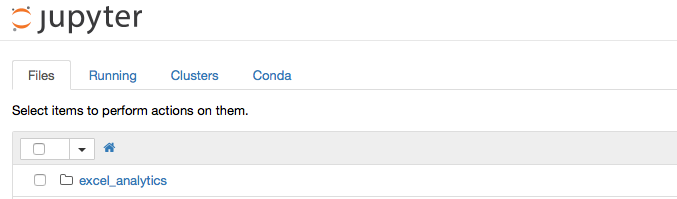 jupyter
Files Running Clusters Conda
Select items to perform actions on them.
excel_analytics